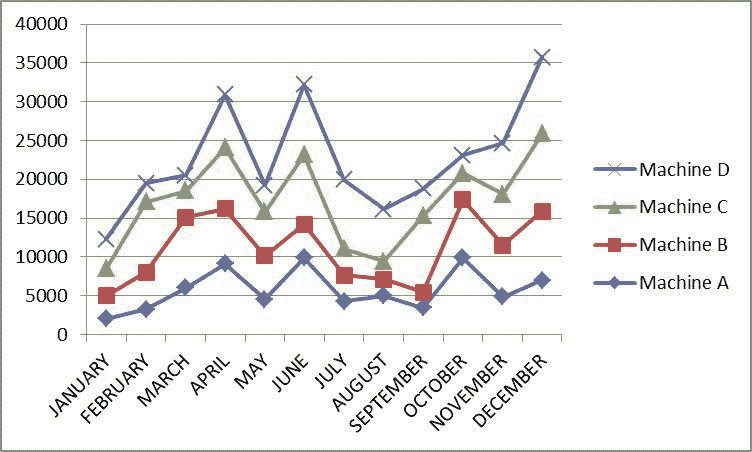 40000
35000
30000
25000
20000
15000
10000
5000
0
JANUARY
FEBRUARY
MARCH
APRIL
MAY
JUNE
JULY
AUGUST
SEPTEMBER
OCTOBER
NOVEMBER
DECEMBER
Machine D
Machine C
Machine B
Machine A